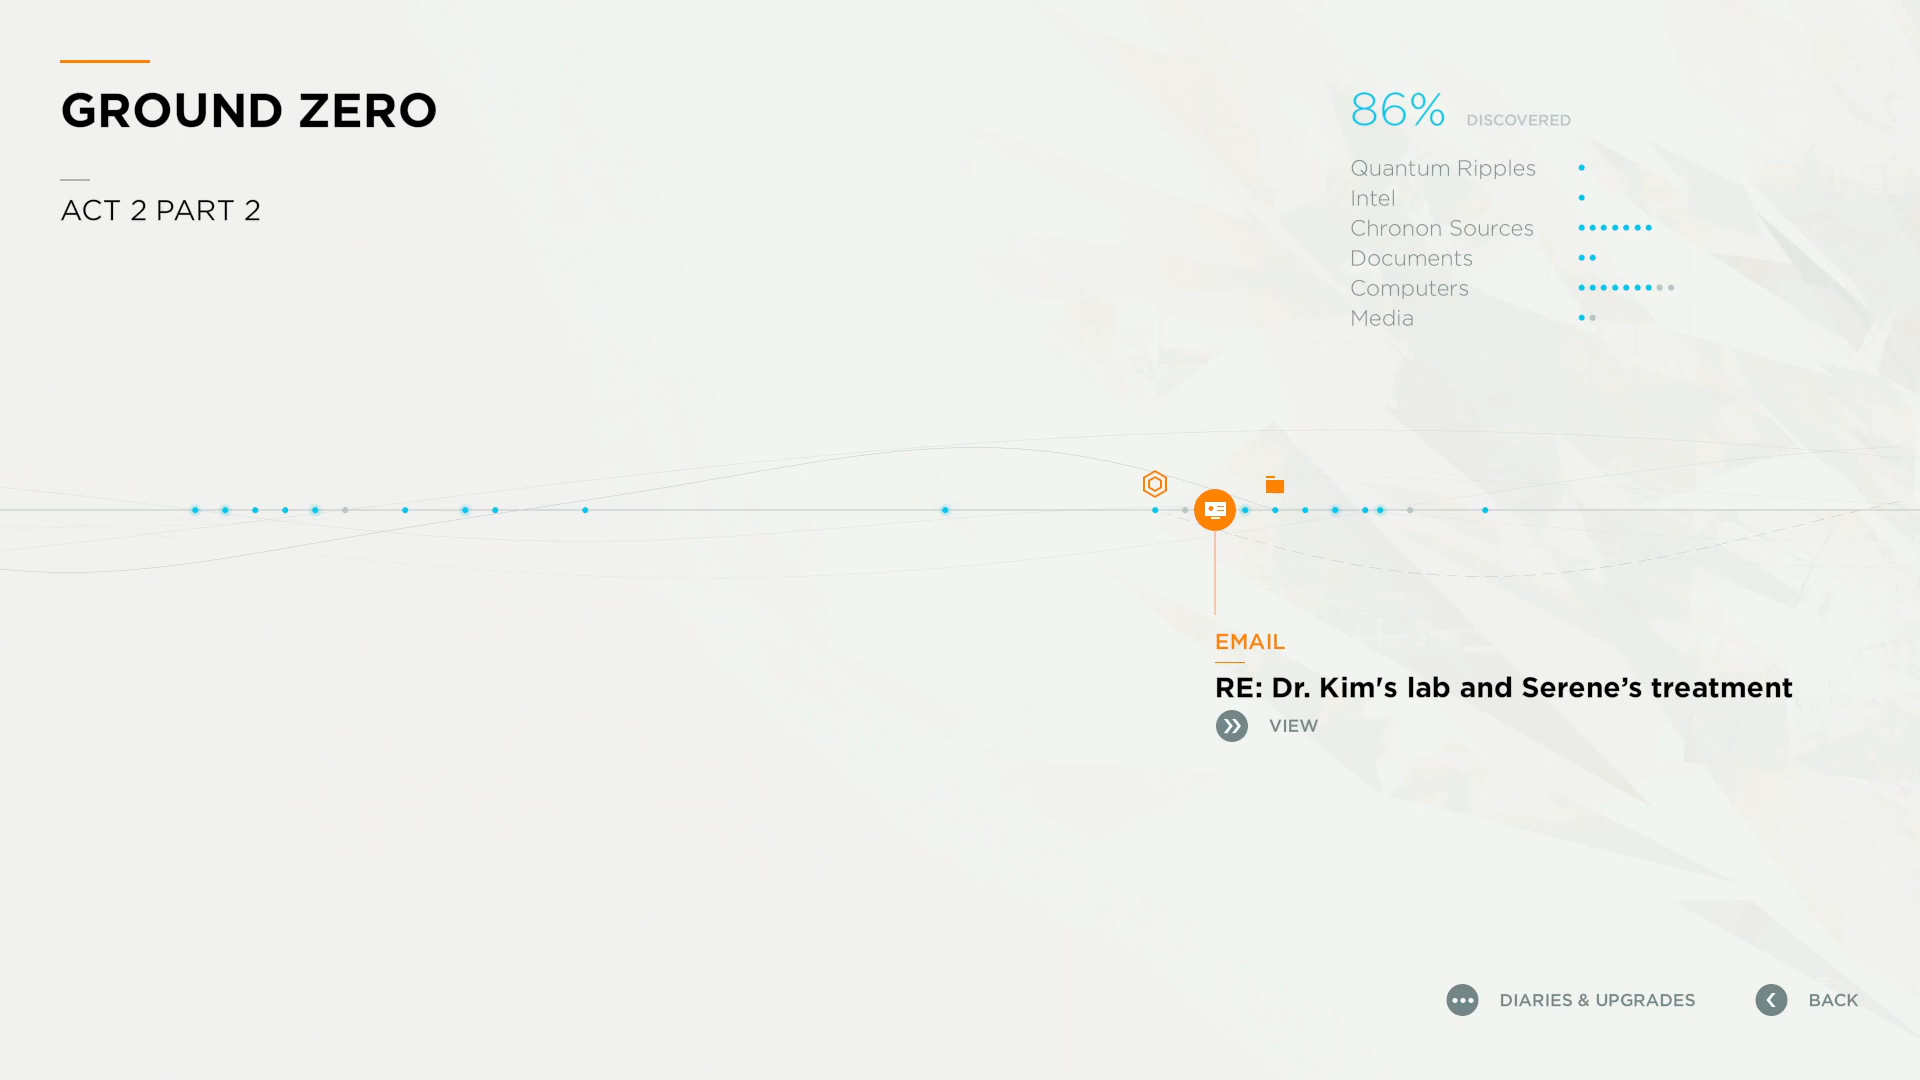 GROUND ZERO
ACT 2 PART 2
86% DISCOVERED
Quantum Ripples
Intel
Chronon Sources
Documents
Computers
Media
EMAIL
RE: Dr. Kim's lab and Serene’s treatment
VIEW
DIARIES & UPGRADES
BACK